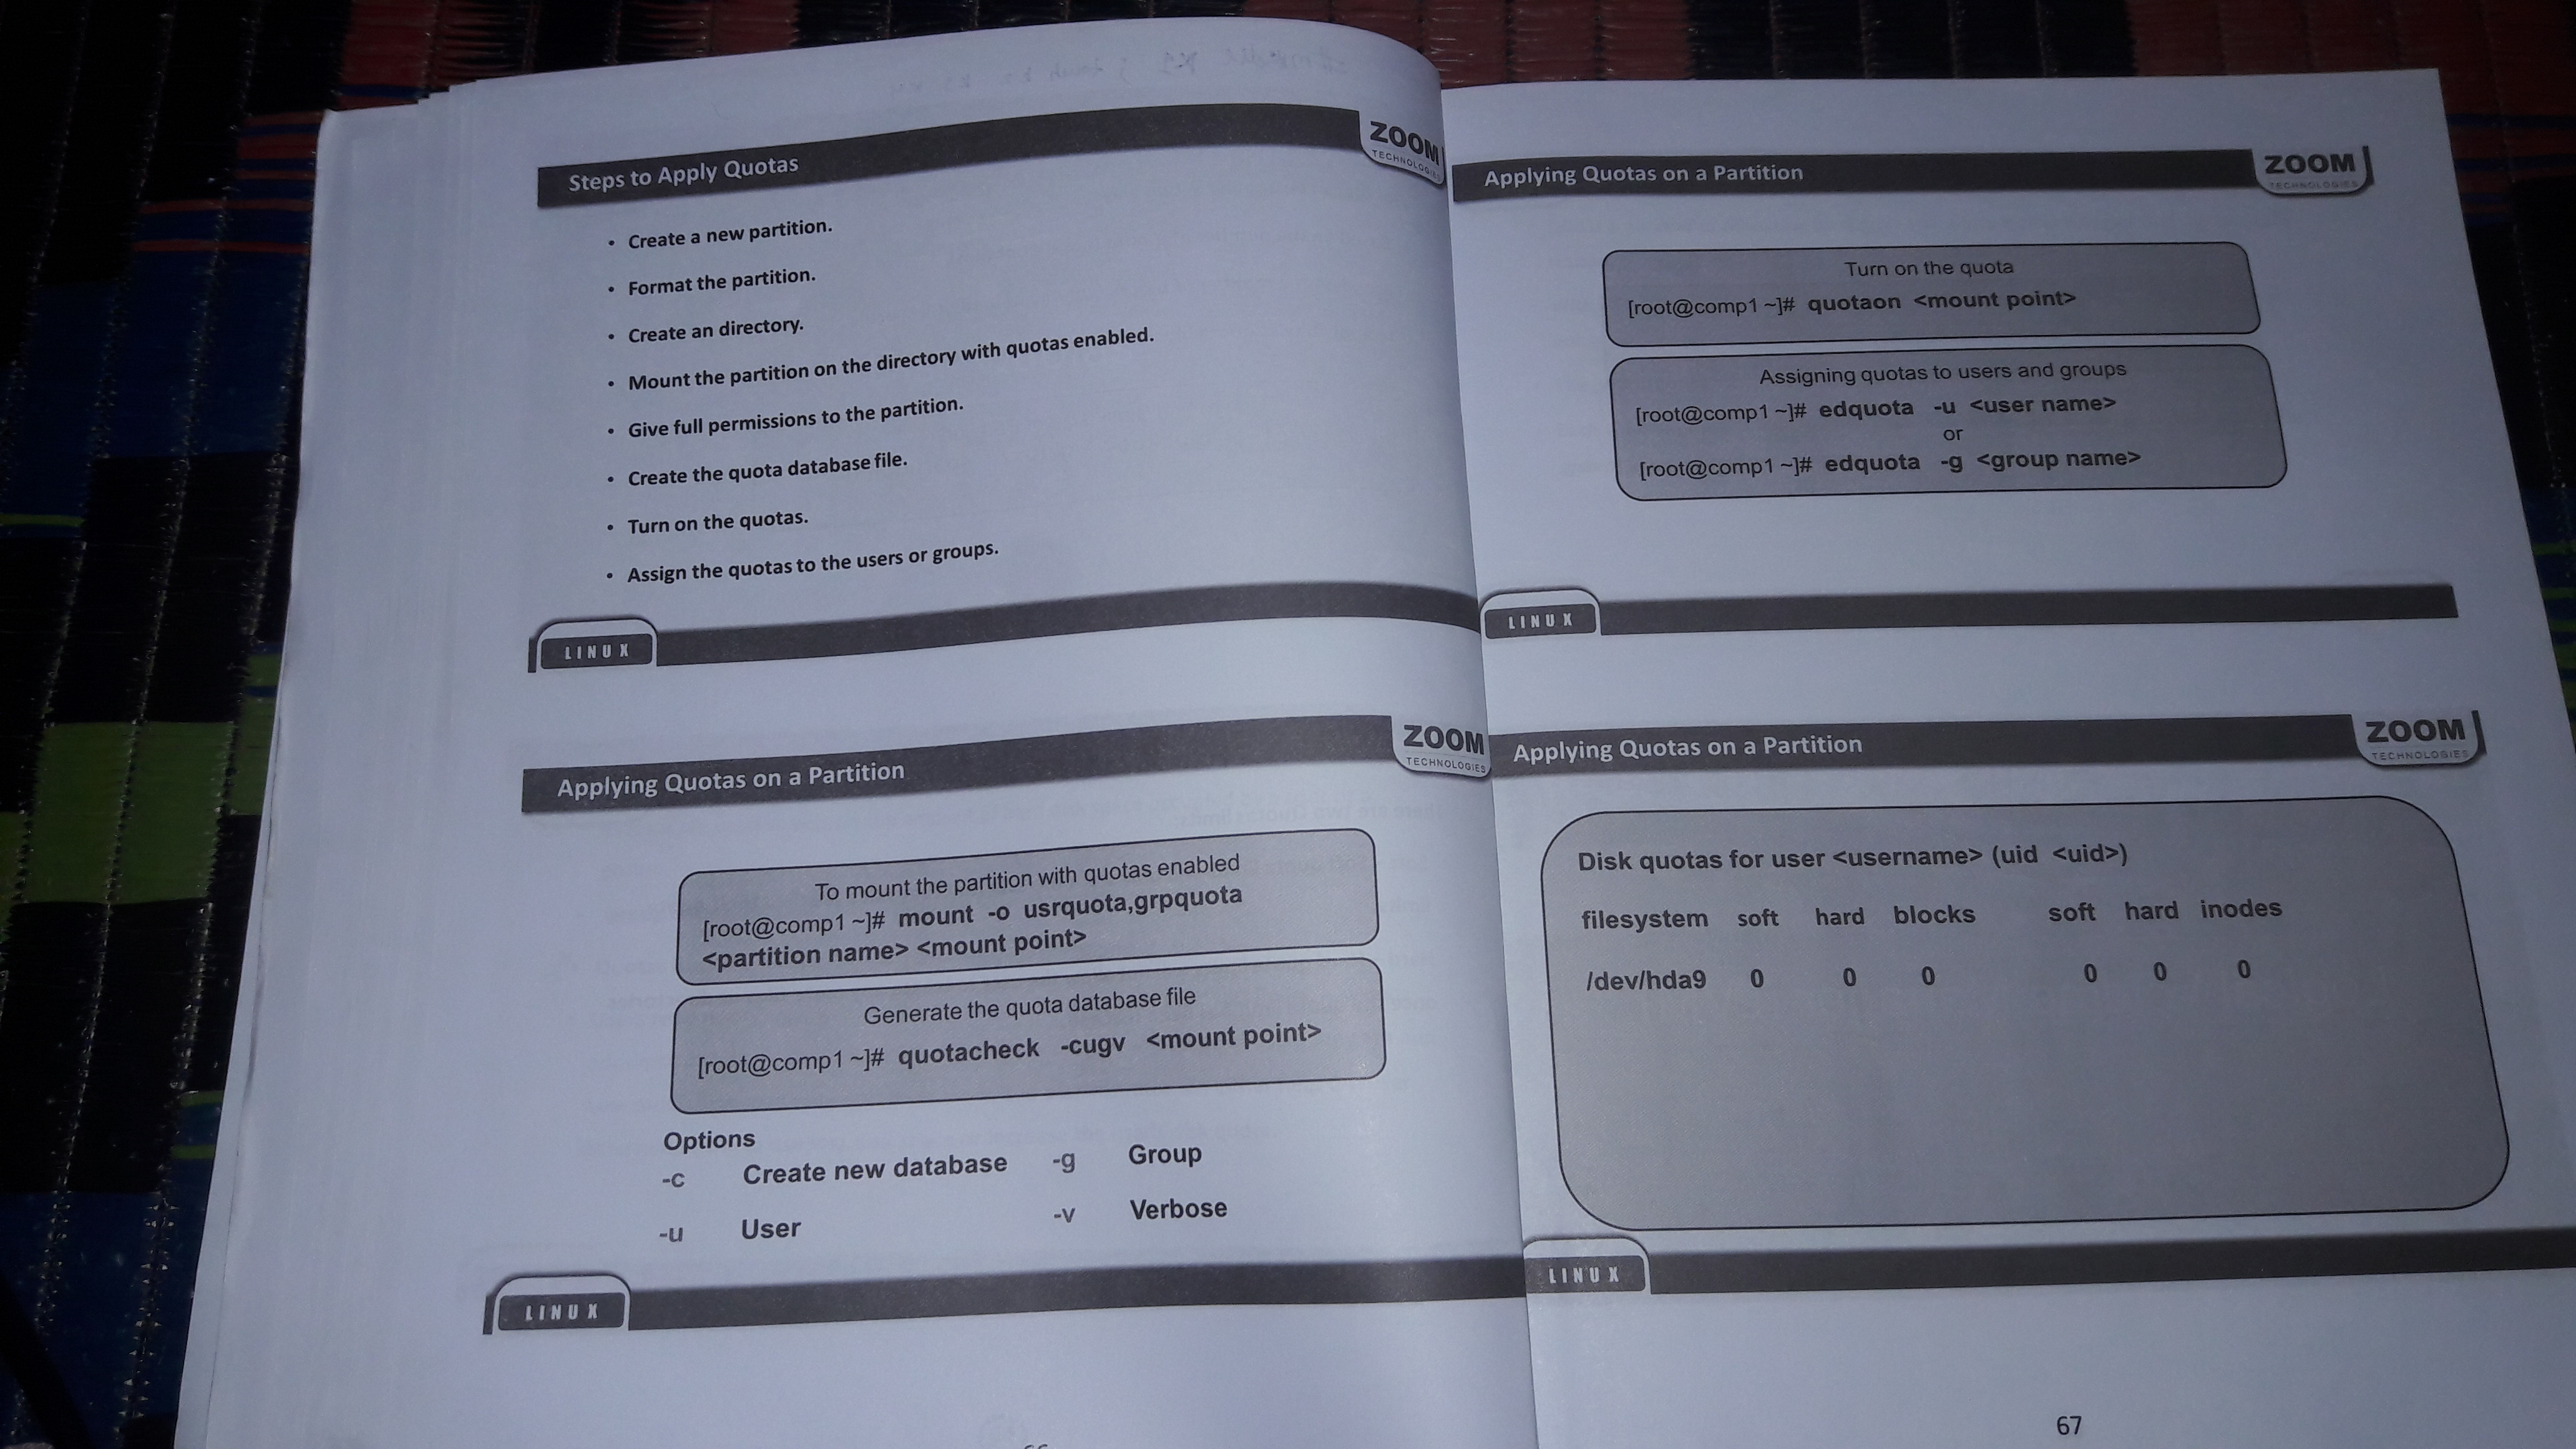 Steps to Apply Quotas
ZOOM
TECHNOLOGIES
• Create a new partition.
• Format the partition.
• Create an directory.
• Mount the partition on the directory with quotas enabled.
• Give full permissions to the partition.
• Create the quota database file.
• Turn on the quotas.
• Assign the quotas to the users or groups.
LINUX
Applying Quotas on a Partition
ZOOM
TECHNOLOGIES
To mount the partition with quotas enabled
[root@comp1 ~]# mount -o usrquota,grpquota
<partition name> <mount point>
Generate the quota database file
[root@comp1 ~]# quotacheck -cugv <mount point>
Options
-c Create new database -g Group
-u User -v Verbose
LINUX
Applying Quotas on a Partition
ZOOM
TECHNOLOGIES
Turn on the quota
[root@comp1 ~]# quotaon <mount point>
Assigning quotas to users and groups
[root@comp1 ~]# edquota -u <user name>
or
[root@comp1 ~]# edquota -g <group name>
LINUX
Applying Quotas on a Partition
ZOOM
TECHNOLOGIES
Disk quotas for user <username> (uid <uid>)
filesystem soft hard blocks soft hard inodes
/dev/hda9 0 0 0 0 0 0
LINUX
67